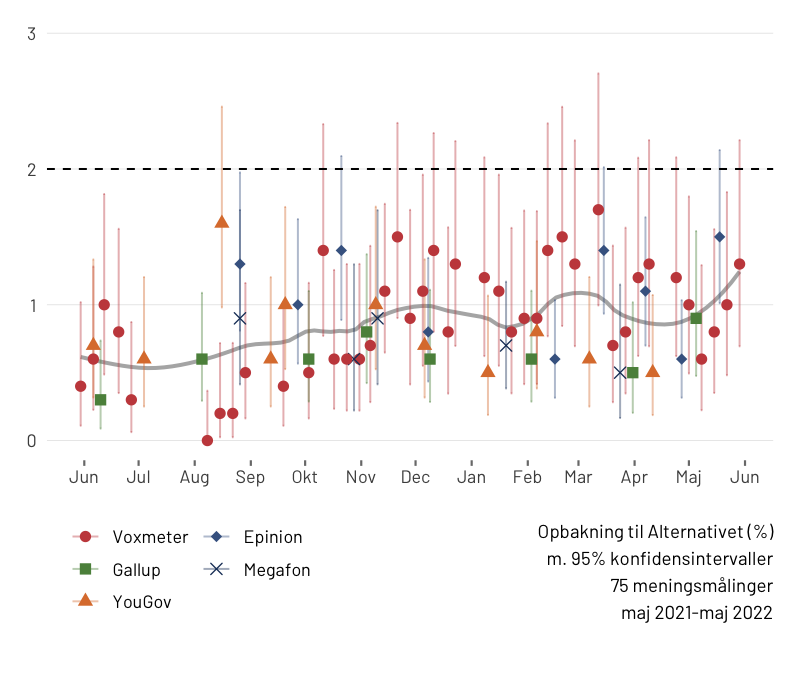 3
2
1
0
Jun Jul Aug Sep Okt Nov Dec Jan Feb Mar Apr Maj Jun
Voxmeter Epinion
Gallup Megafon
YouGov
Opbakning til Alternativet (%)
m. 95% konfidensintervaller
75 meningsmålinger
maj 2021-maj 2022